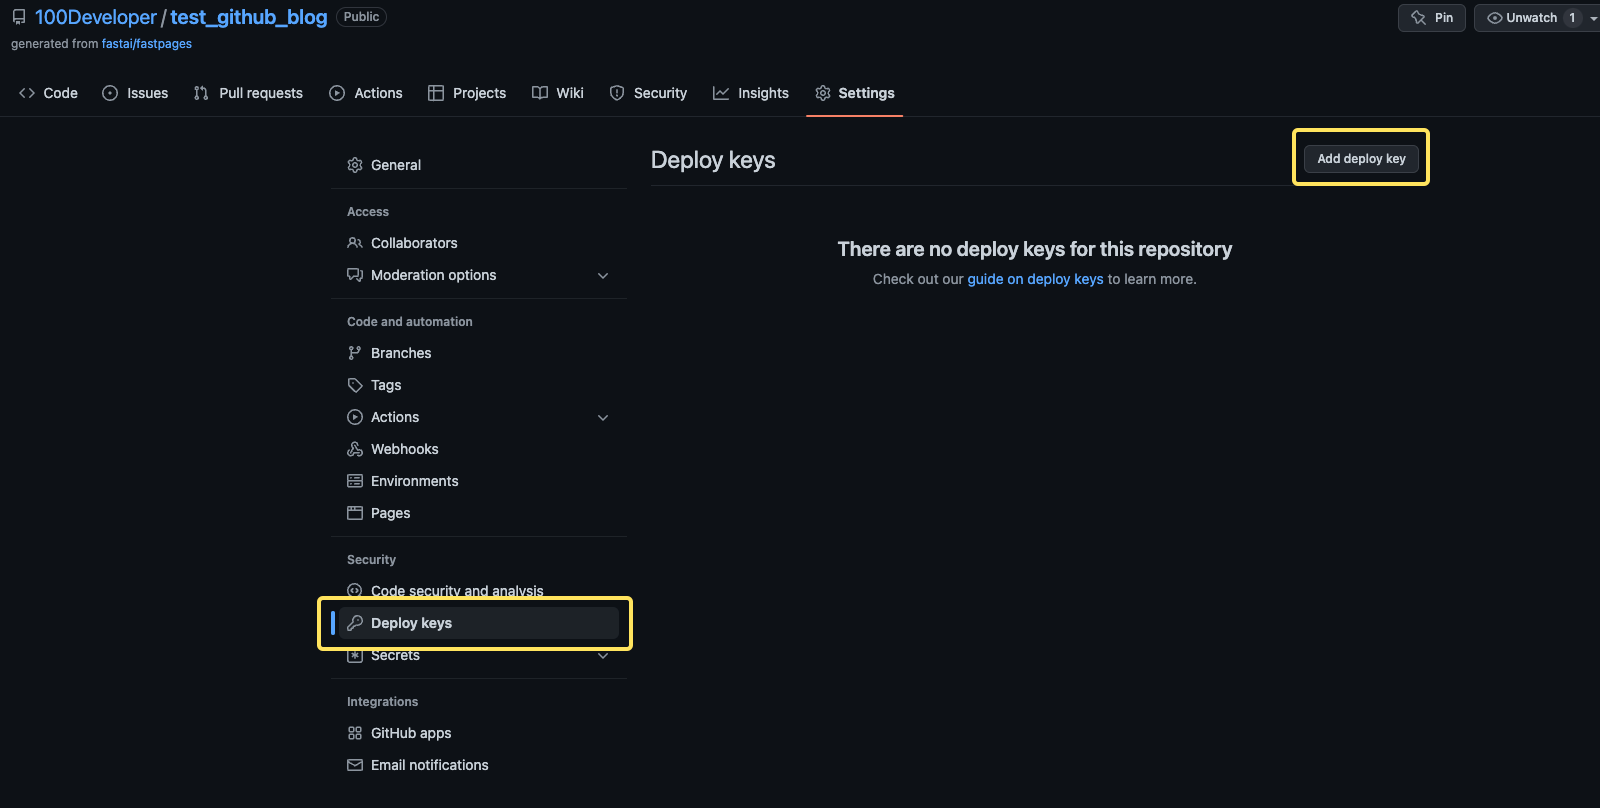 100Developer / test_github_blog Public
Pin
Unwatch 1
generated from fastai/fastpages
Code Issues Pull requests Actions Projects Wiki Security Insights Settings
General
Access
Collaborators
Moderation options
Code and automation
Branches
Tags
Actions
Webhooks
Environments
Pages
Security
Code security and analysis
Deploy keys
Secrets
Integrations
GitHub apps
Email notifications
Deploy keys
Add deploy key
There are no deploy keys for this repository
Check out our guide on deploy keys to learn more.